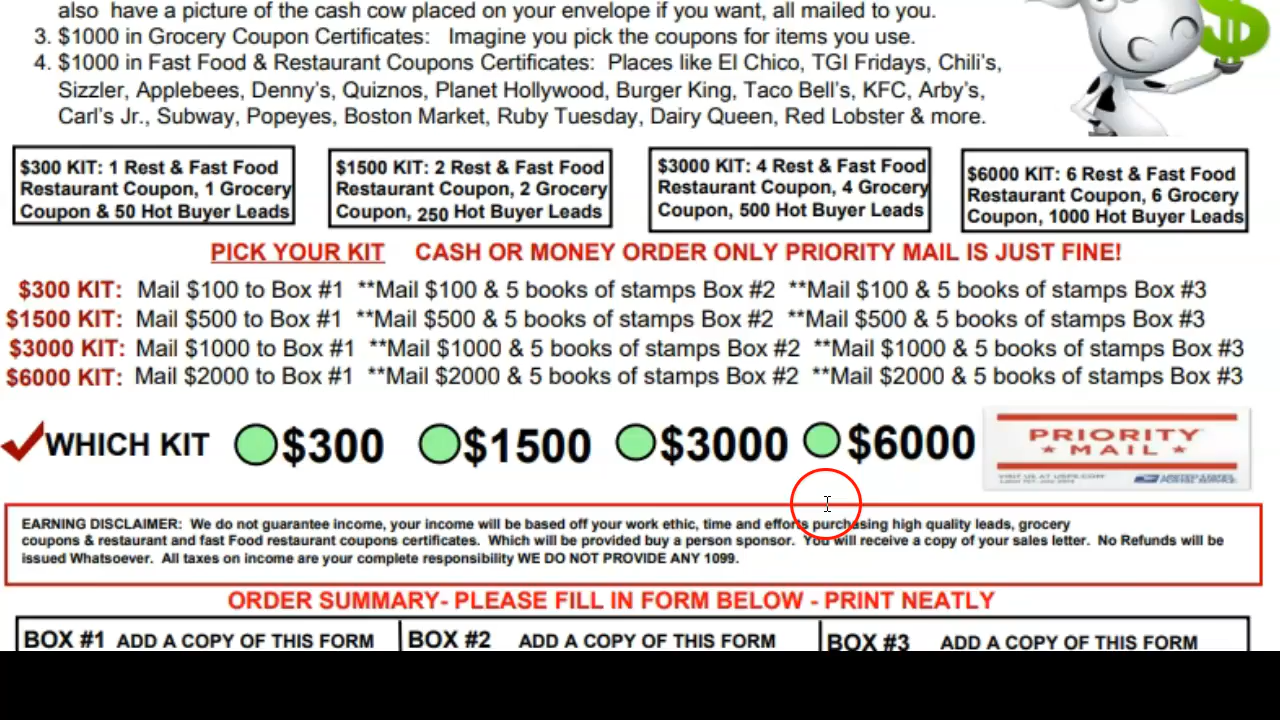 also have a picture of the cash cow placed on your envelope if you want, all mailed to you.
3. $1000 in Grocery Coupon Certificates: Imagine you pick the coupons for items you use.
4. $1000 in Fast Food & Restaurant Coupons Certificates: Places like El Chico, TGI Fridays, Chili's,
Sizzler, Applebees, Denny's, Quiznos, Planet Hollywood, Burger King, Taco Bell's, KFC, Arby's,
Carl's Jr., Subway, Popeyes, Boston Market, Ruby Tuesday, Dairy Queen, Red Lobster & more.
$
$300 KIT: 1 Rest & Fast Food
Restaurant Coupon, 1 Grocery
Coupon & 50 Hot Buyer Leads
$1500 KIT: 2 Rest & Fast Food
Restaurant Coupon, 2 Grocery
Coupon, 250 Hot Buyer Leads
$3000 KIT: 4 Rest & Fast Food
Restaurant Coupon, 4 Grocery
Coupon, 500 Hot Buyer Leads
$6000 KIT: 6 Rest & Fast Food
Restaurant Coupon, 6 Grocery
Coupon, 1000 Hot Buyer Leads
PICK YOUR KIT CASH OR MONEY ORDER ONLY PRIORITY MAIL IS JUST FINE!
$300 KIT: Mail $100 to Box #1 **Mail $100 & 5 books of stamps Box #2 **Mail $100 & 5 books of stamps Box #3
$1500 KIT: Mail $500 to Box #1 **Mail $500 & 5 books of stamps Box #2 **Mail $500 & 5 books of stamps Box #3
$3000 KIT: Mail $1000 to Box #1 **Mail $1000 & 5 books of stamps Box #2 **Mail $1000 & 5 books of stamps Box #3
$6000 KIT: Mail $2000 to Box #1 **Mail $2000 & 5 books of stamps Box #2 **Mail $2000 & 5 books of stamps Box #3
WHICH KIT $300 $1500 $3000 $6000
PRIORITY
★ MAIL ★
UNITED STATES
POSTAL SERVICE
EARNING DISCLAIMER: We do not guarantee income, your income will be based off your work ethic, time and efforts purchasing high quality leads, grocery
coupons & restaurant and fast Food restaurant coupons certificates. Which will be provided buy a person sponsor. You will receive a copy of your sales letter. No Refunds will be
issued Whatsoever. All taxes on income are your complete responsibility WE DO NOT PROVIDE ANY 1099.
ORDER SUMMARY- PLEASE FILL IN FORM BELOW - PRINT NEATLY
BOX #1 ADD A COPY OF THIS FORM
BOX #2 ADD A COPY OF THIS FORM
BOX #3 ADD A COPY OF THIS FORM